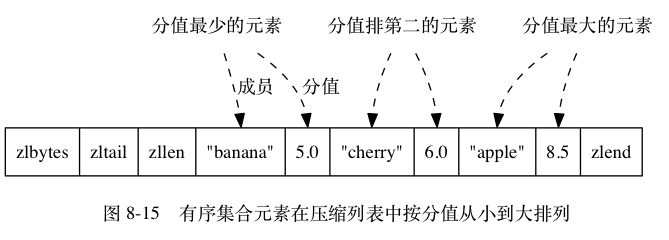 分值最少的元素 分值排第二的元素 分值最大的元素
成员 分值
zlbytes zltail zllen "banana" 5.0 "cherry" 6.0 "apple" 8.5 zlend
图 8-15 有序集合元素在压缩列表中按分值从小到大排列